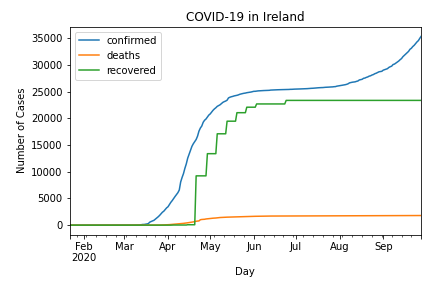 COVID-19 in Ireland
confirmed
deaths
recovered
Number of Cases
35000
30000
25000
20000
15000
10000
5000
0
Feb Mar Apr May Jun Jul Aug Sep
2020
Day